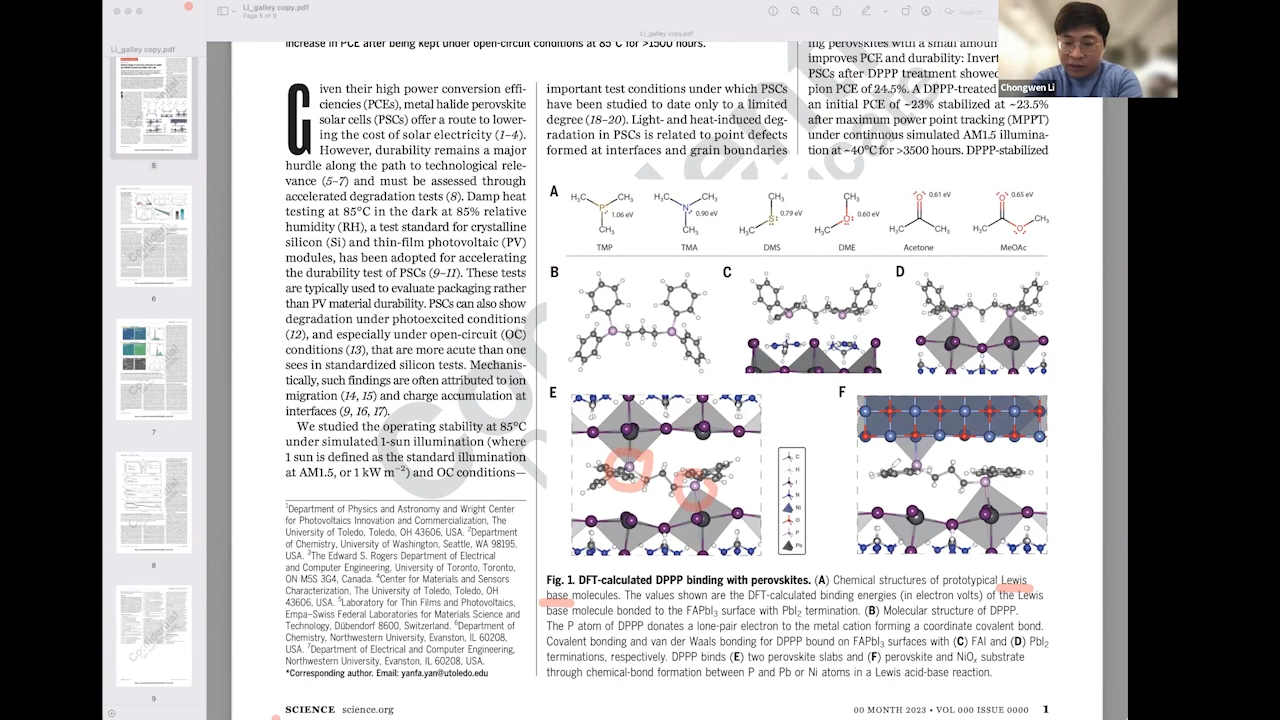 Li_galley copy.pdf
Page 5 of 9
Search
Li_galley copy.pdf
Li_galley copy.pdf
5
6
7
8
9
Chongwen Li
increase in PCE after being kept under open-circuit conditions at 85°C for >1500 hours.
Given their high power conversion effi-
ciencies (PCEs), metal halide perovskite
solar cells (PSCs) offer a route to lower-
ing the cost of solar electricity (1–4).
However, durability remains a major
hurdle along the path to technological rele-
vance (5–7) and must be assessed through
accelerated degradation tests (8). Damp heat
testing at 85°C in the dark at 85% relative
humidity (RH), a test standard in crystalline
silicon (Si) and thin-film photovoltaic (PV)
modules, has been adopted for accelerating
the durability test of PSCs (9–11). These tests
are typically used to evaluate packaging rather
than PV material durability. PSCs can also show
degradation under photoexcited conditions
(12), and especially under open-circuit (OC)
conditions (13), that are more acute than one
sees in standardized silicon tests. Mechanis-
tically, such findings are often attributed to ion
migration (14, 15) and charge accumulation at
interfaces (9, 16, 17).
We studied the operating stability at 85°C
under simulated 1-sun illumination (where
1 sun is defined as the standard illumination
at AM1.5, or 1 kW m−2) and OC conditions—
1Department of Physics and Astronomy and Wright Center
for Photovoltaics Innovation and Commercialization, The
University of Toledo, Toledo, OH 43606, USA. 2Department
of Chemistry, University of Washington, Seattle, WA 98195,
USA. 3The Edward S. Rogers Department of Electrical
and Computer Engineering, University of Toronto, Toronto,
ON M5S 3G4, Canada. 4Center for Materials and Sensors
Characterization, The University of Toledo, Toledo, OH
43606, USA. 5Laboratory for Thin Films and Photovoltaics,
Empa-Swiss Federal Laboratories for Materials Science and
Technology, Dübendorf 8600, Switzerland. 6Department of
Chemistry, Northwestern University, Evanston, IL 60208,
USA. 7Department of Electrical and Computer Engineering,
Northwestern University, Evanston, IL 60208, USA.
*Corresponding author. Email: yanfa.yan@utoledo.edu
important test conditions under which PSCs
have been studied to date only to a limited
degree (18–20). Light- and heat-induced deg-
radation in PSCs is related to point defects
formed at interfaces and grain boundaries
ing perovskites with a small amount
after DPPP treatment showed
pion PCE of 24.5%. A DPPP-treated
initial PCE of ~23% stabilized at ~23.5%
after maximum power point tracking (MPPT)
under continuous simulated AM1.5 illumina-
tion at ~40°C for >3500 hours. DPPP-stabilized
A
H3C P CH3 CH3 1.06 eV
H3C N CH3 CH3 0.90 eV
CH3 S: H3C 0.79 eV
CH3 O: H3C 0.60 eV
O 0.61 eV H3C CH3
O 0.65 eV H3C O CH3
TMP TMA DMS DME Acetone MeOAc
B C D
E F
C
H
I
N
Ni
O
P
Pb
Fig. 1. DFT-calculated DPPP binding with perovskites. (A) Chemical structures of prototypical Lewis
base molecules. The values shown are the DFT-calculated binding energies (in electron volts) of the Lewis
base molecule bonded to the FAPbI3 surface with PbI2 termination. (B) Molecular structure of DPPP.
The P atom of DPPP donates a lone-pair electron to the metal cation forming a coordinate covalent bond.
Covalent bonding and van der Waals bonding for DPPP bound on FAPbI3 surfaces with (C) FAI and (D) PbI2
terminations, respectively. DPPP binds (E) two perovskite slabs and (F) perovskite and NiOx substrate
through chemical-bond formation between P and Pb or Ni atoms in a Lewis acid-base reaction.
SCIENCE science.org
00 MONTH 2023 • VOL 000 ISSUE 0000 1